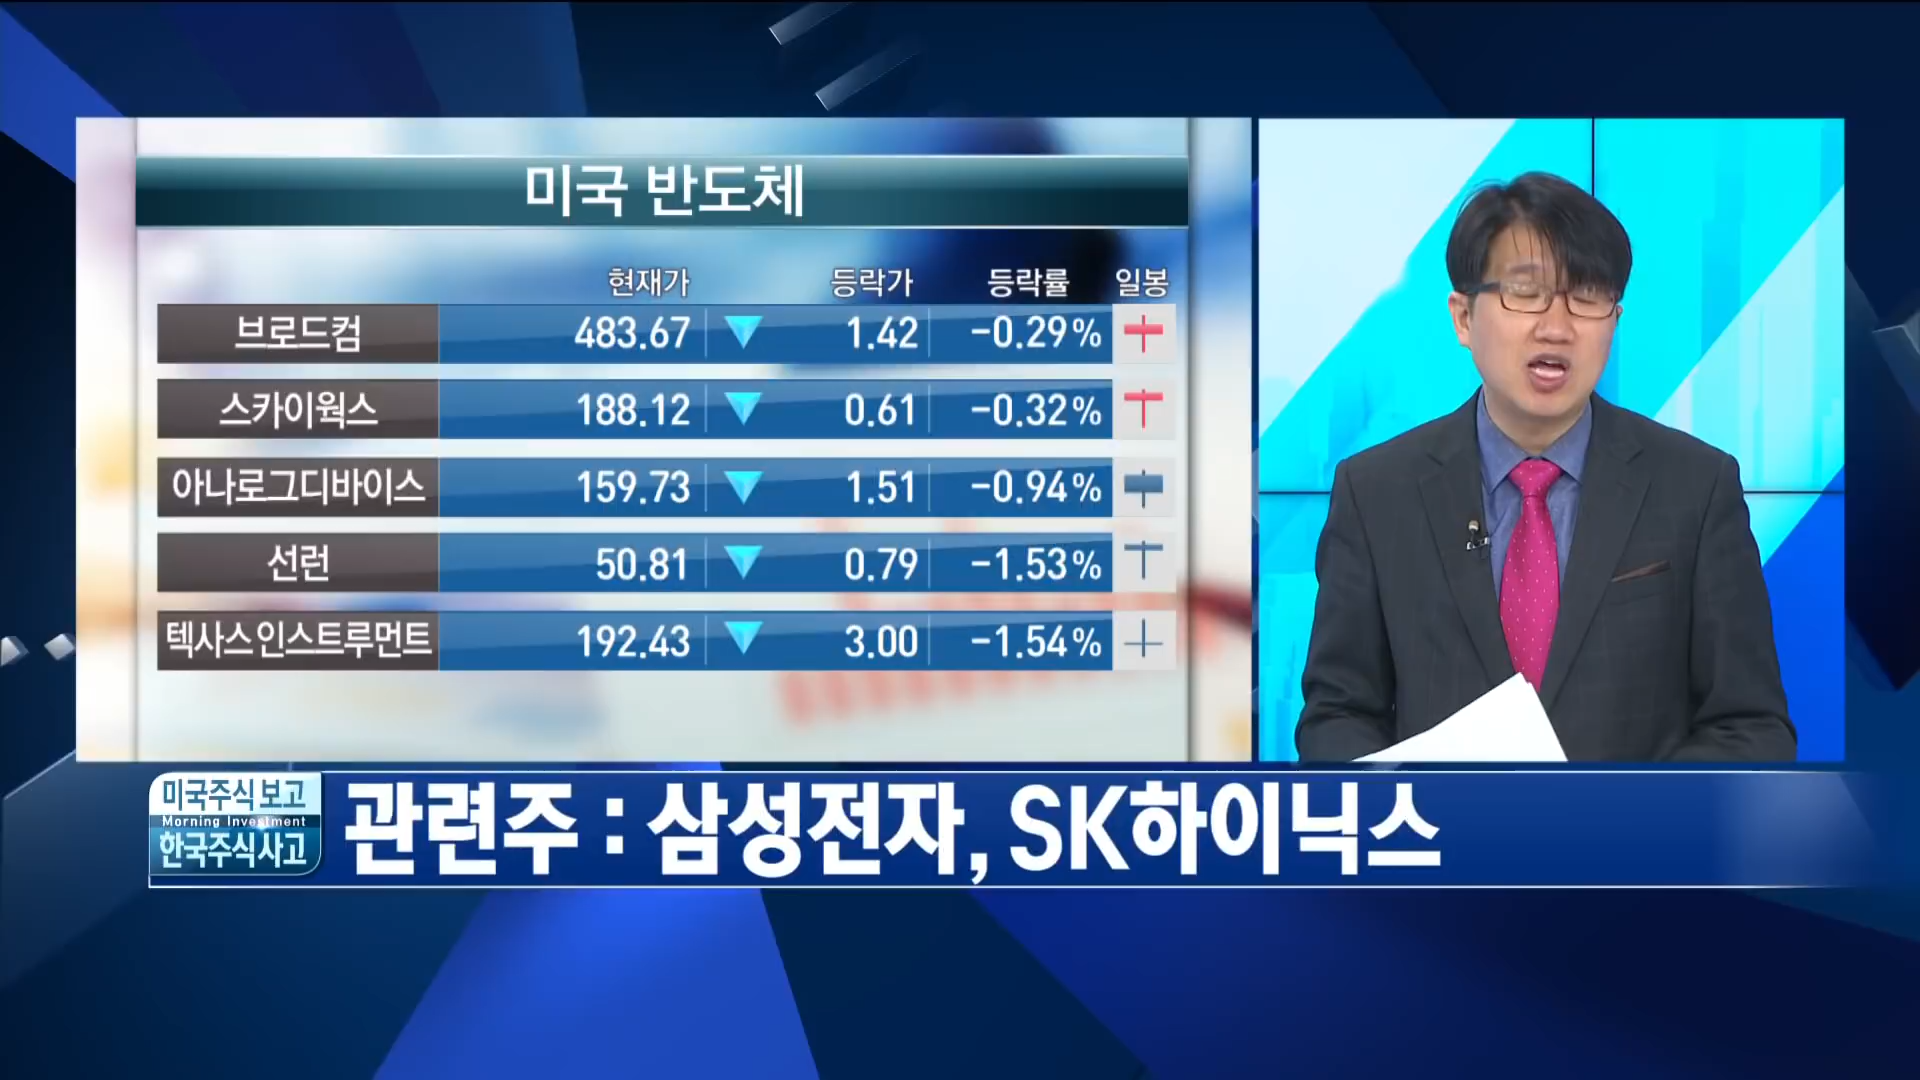 미국 반도체
현재가 등락가 등락률 일봉
브로드컴 483.67 ▼ 1.42 -0.29%
스카이웍스 188.12 ▼ 0.61 -0.32%
아나로그디바이스 159.73 ▼ 1.51 -0.94%
선런 50.81 ▼ 0.79 -1.53%
텍사스 인스트루먼트 192.43 ▼ 3.00 -1.54%
미국주식 보고
Morning Investment
한국주식 사고
관련주 : 삼성전자, SK하이닉스